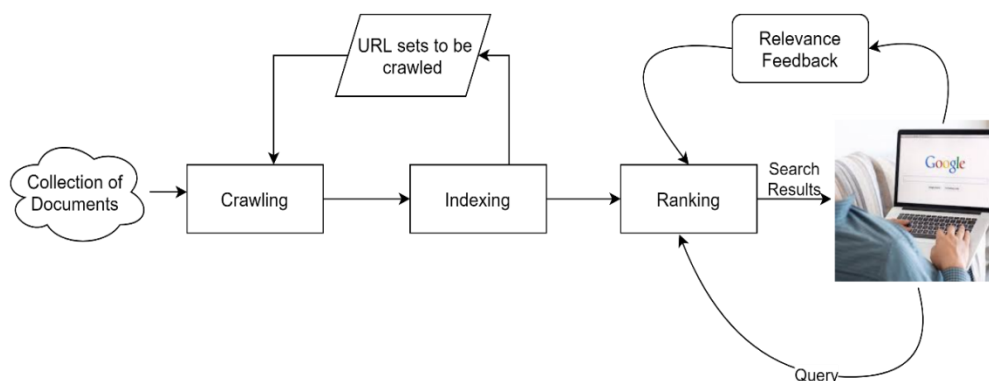 URL sets to be
crawled
Relevance
Feedback
Collection of
Documents
Crawling
Indexing
Ranking
Search
Results
Google
Query